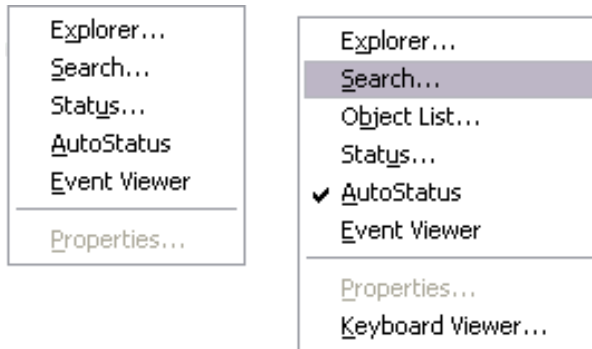 Explorer...
Search...
Status...
AutoStatus
Event Viewer
Properties...
Explorer...
Search...
Object List...
Status...
AutoStatus
Event Viewer
Properties...
Keyboard Viewer...